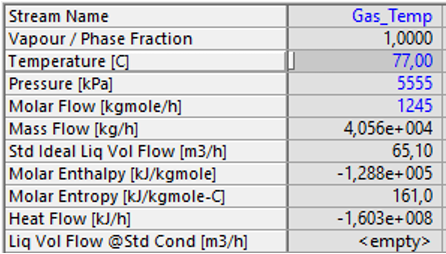 Stream Name Gas_Temp
Vapour / Phase Fraction 1,0000
Temperature [C] 77,00
Pressure [kPa] 5555
Molar Flow [kgmole/h] 1245
Mass Flow [kg/h] 4,056e+004
Std Ideal Liq Vol Flow [m3/h] 65,10
Molar Enthalpy [kJ/kgmole] -1,288e+005
Molar Entropy [kJ/kgmole-C] 161,0
Heat Flow [kJ/h] -1,603e+008
Liq Vol Flow @Std Cond [m3/h] <empty>